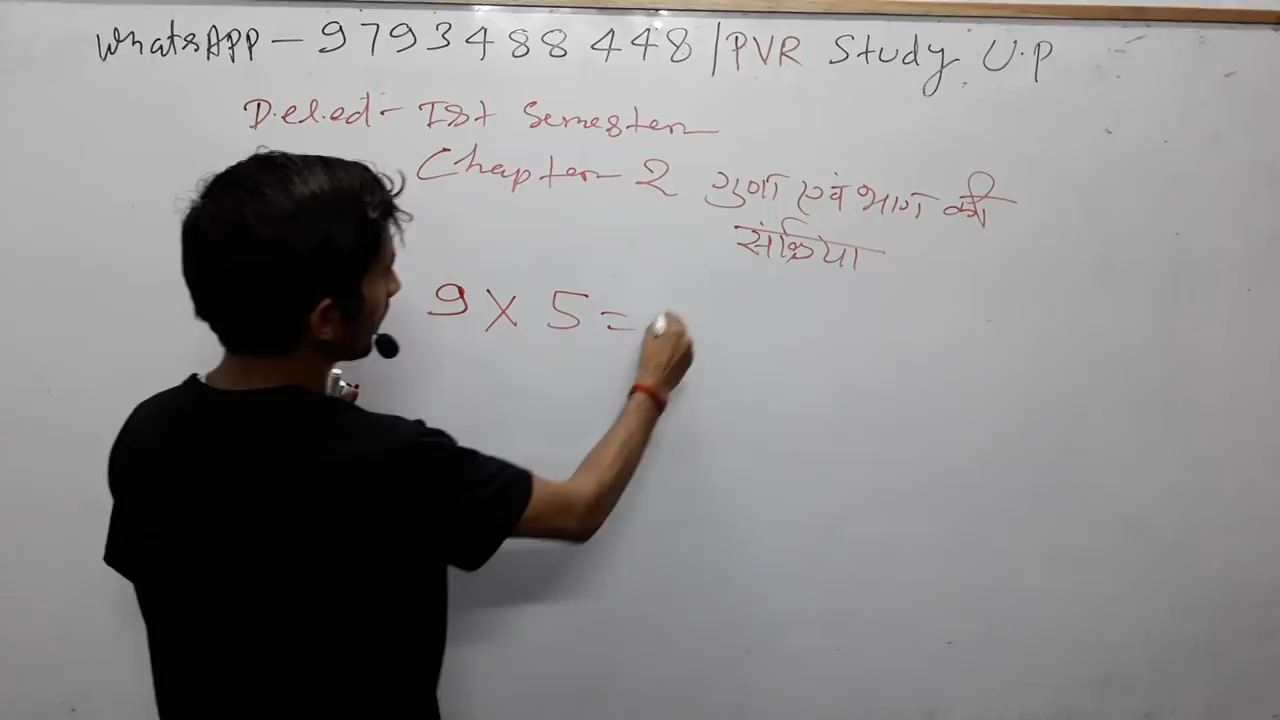 WhatsAPP - 9793488448 | PVR Study U.P
D.el.ed - Ist Semester
Chapter 2 गुणा एवं भाग की
संक्रिया
9 X 5 =